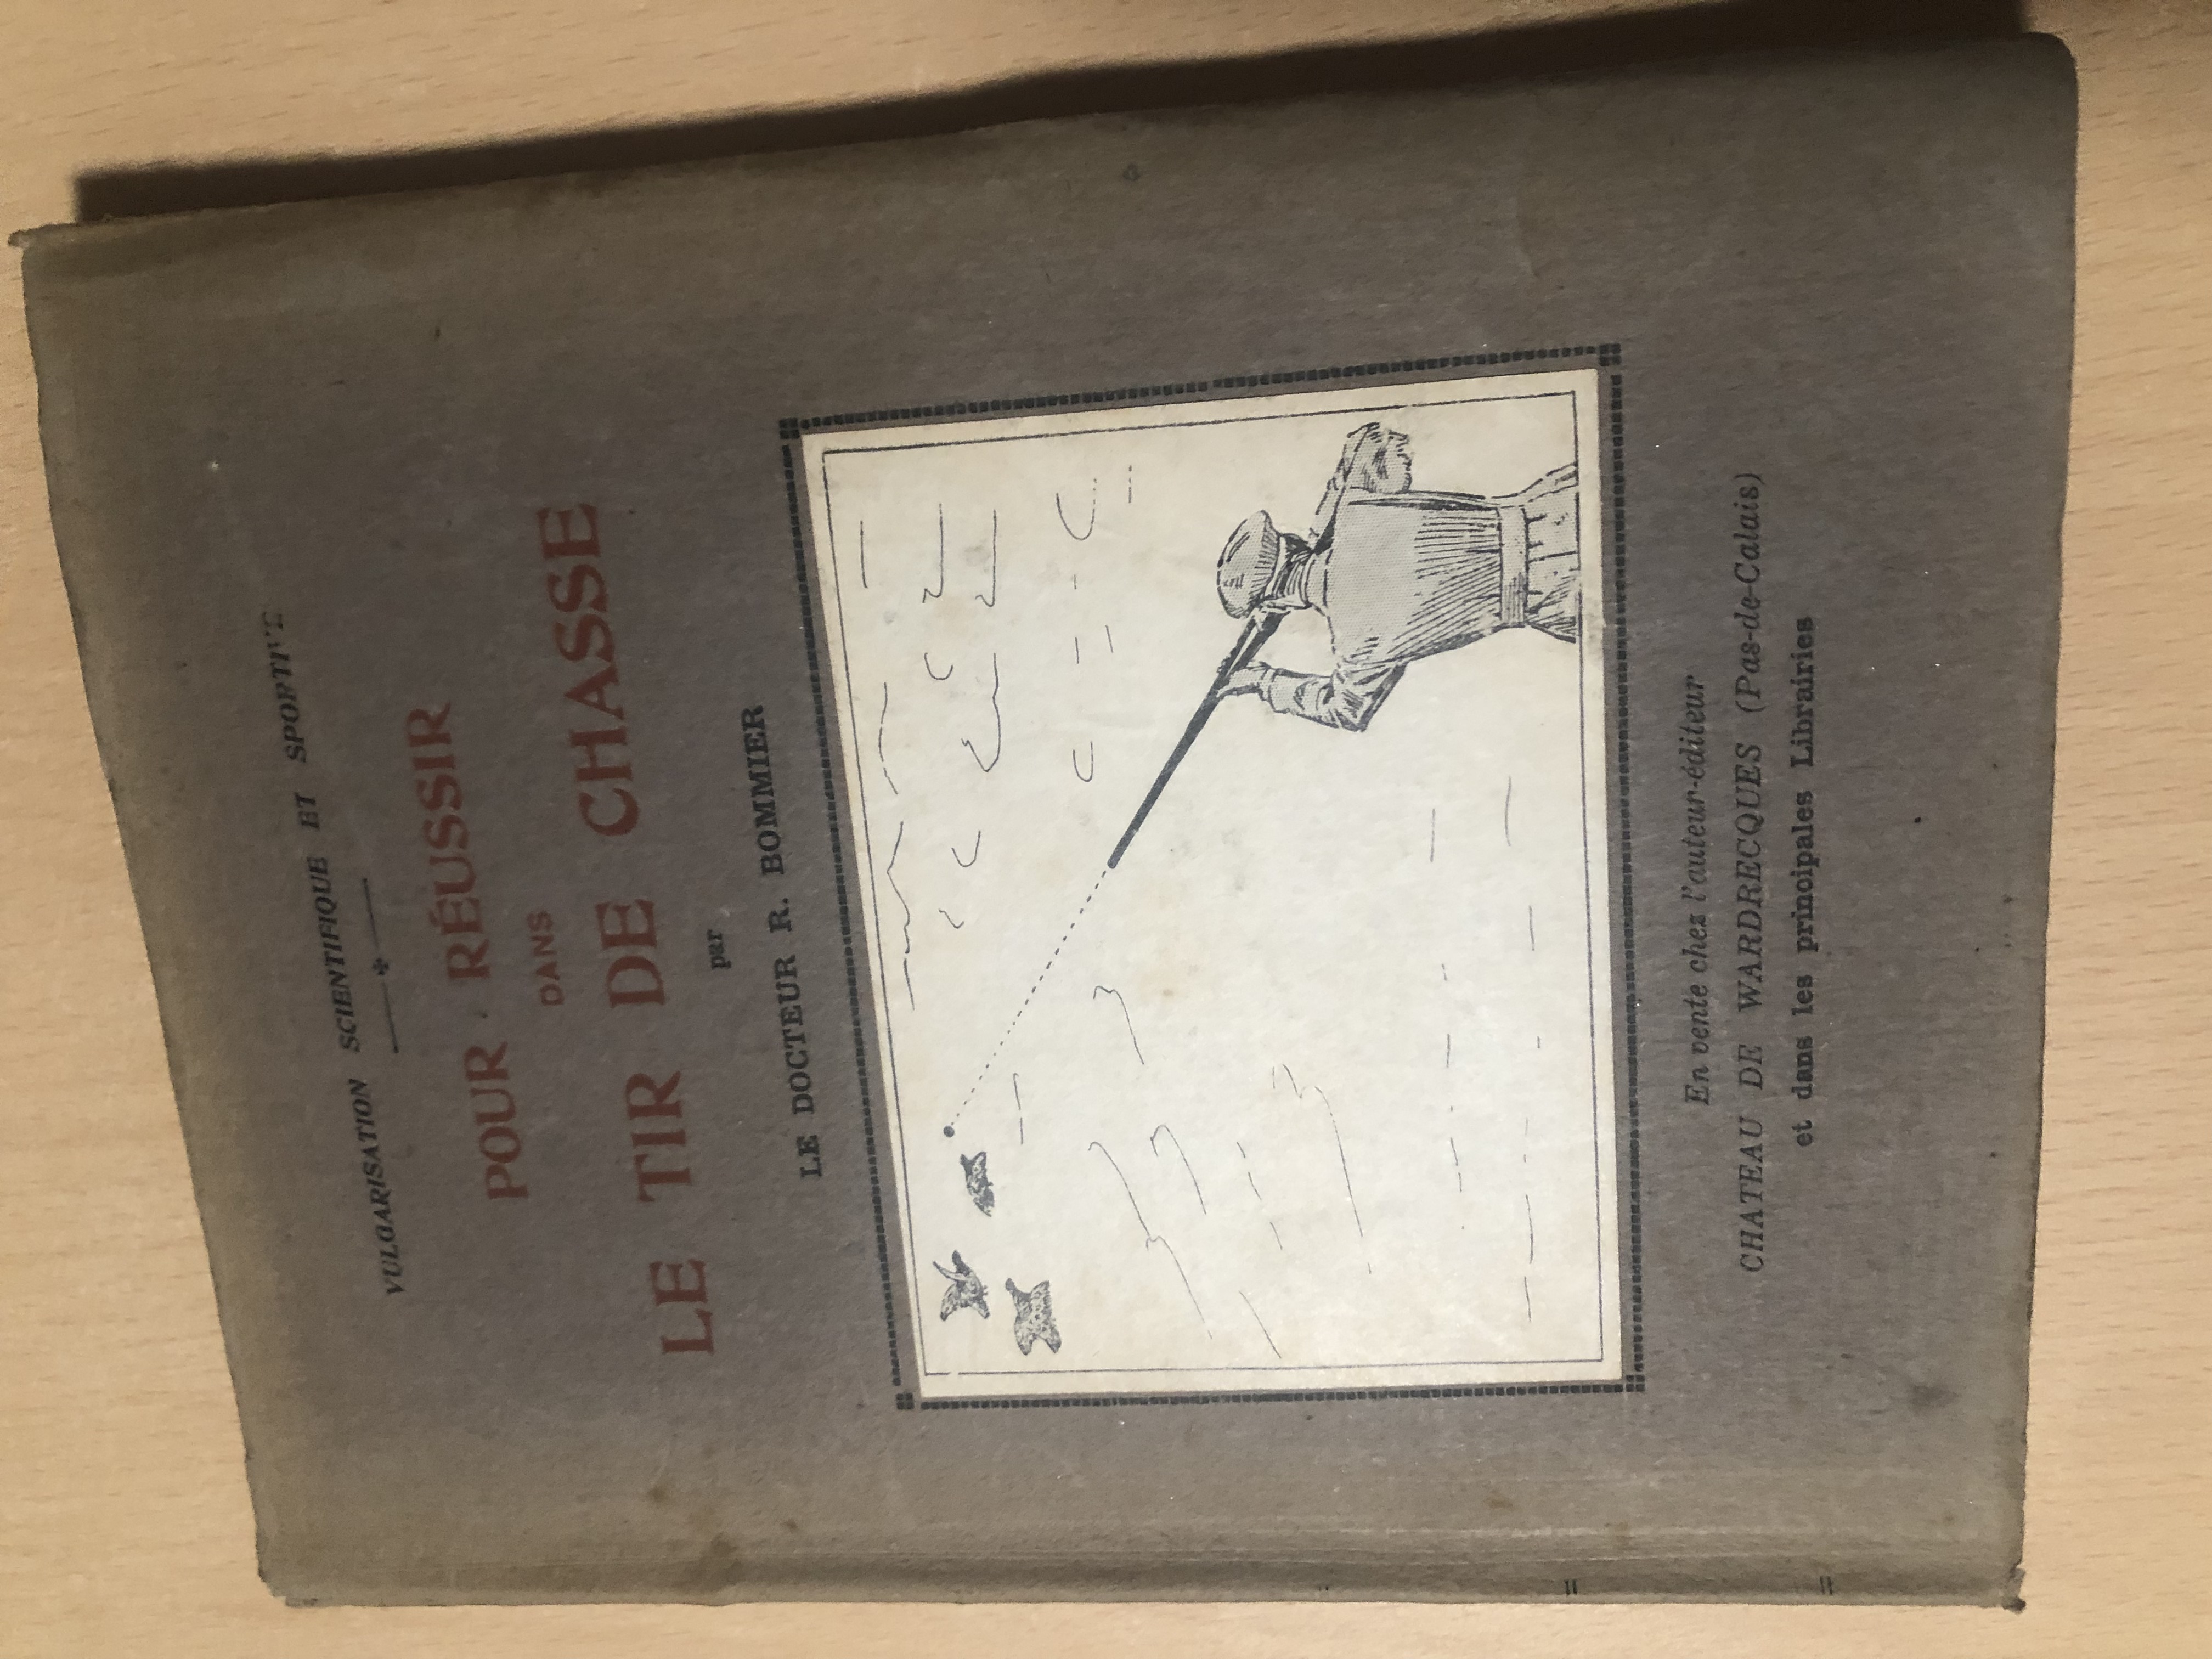 VULGARISATION SCIENTIFIQUE ET SPORTIVE
POUR RÉUSSIR
DANS
LE TIR DE CHASSE
par
LE DOCTEUR R. BOMMIER
En vente chez l'auteur-éditeur
CHATEAU DE WARDRECQUES (Pas-de-Calais)
et dans les principales Librairies